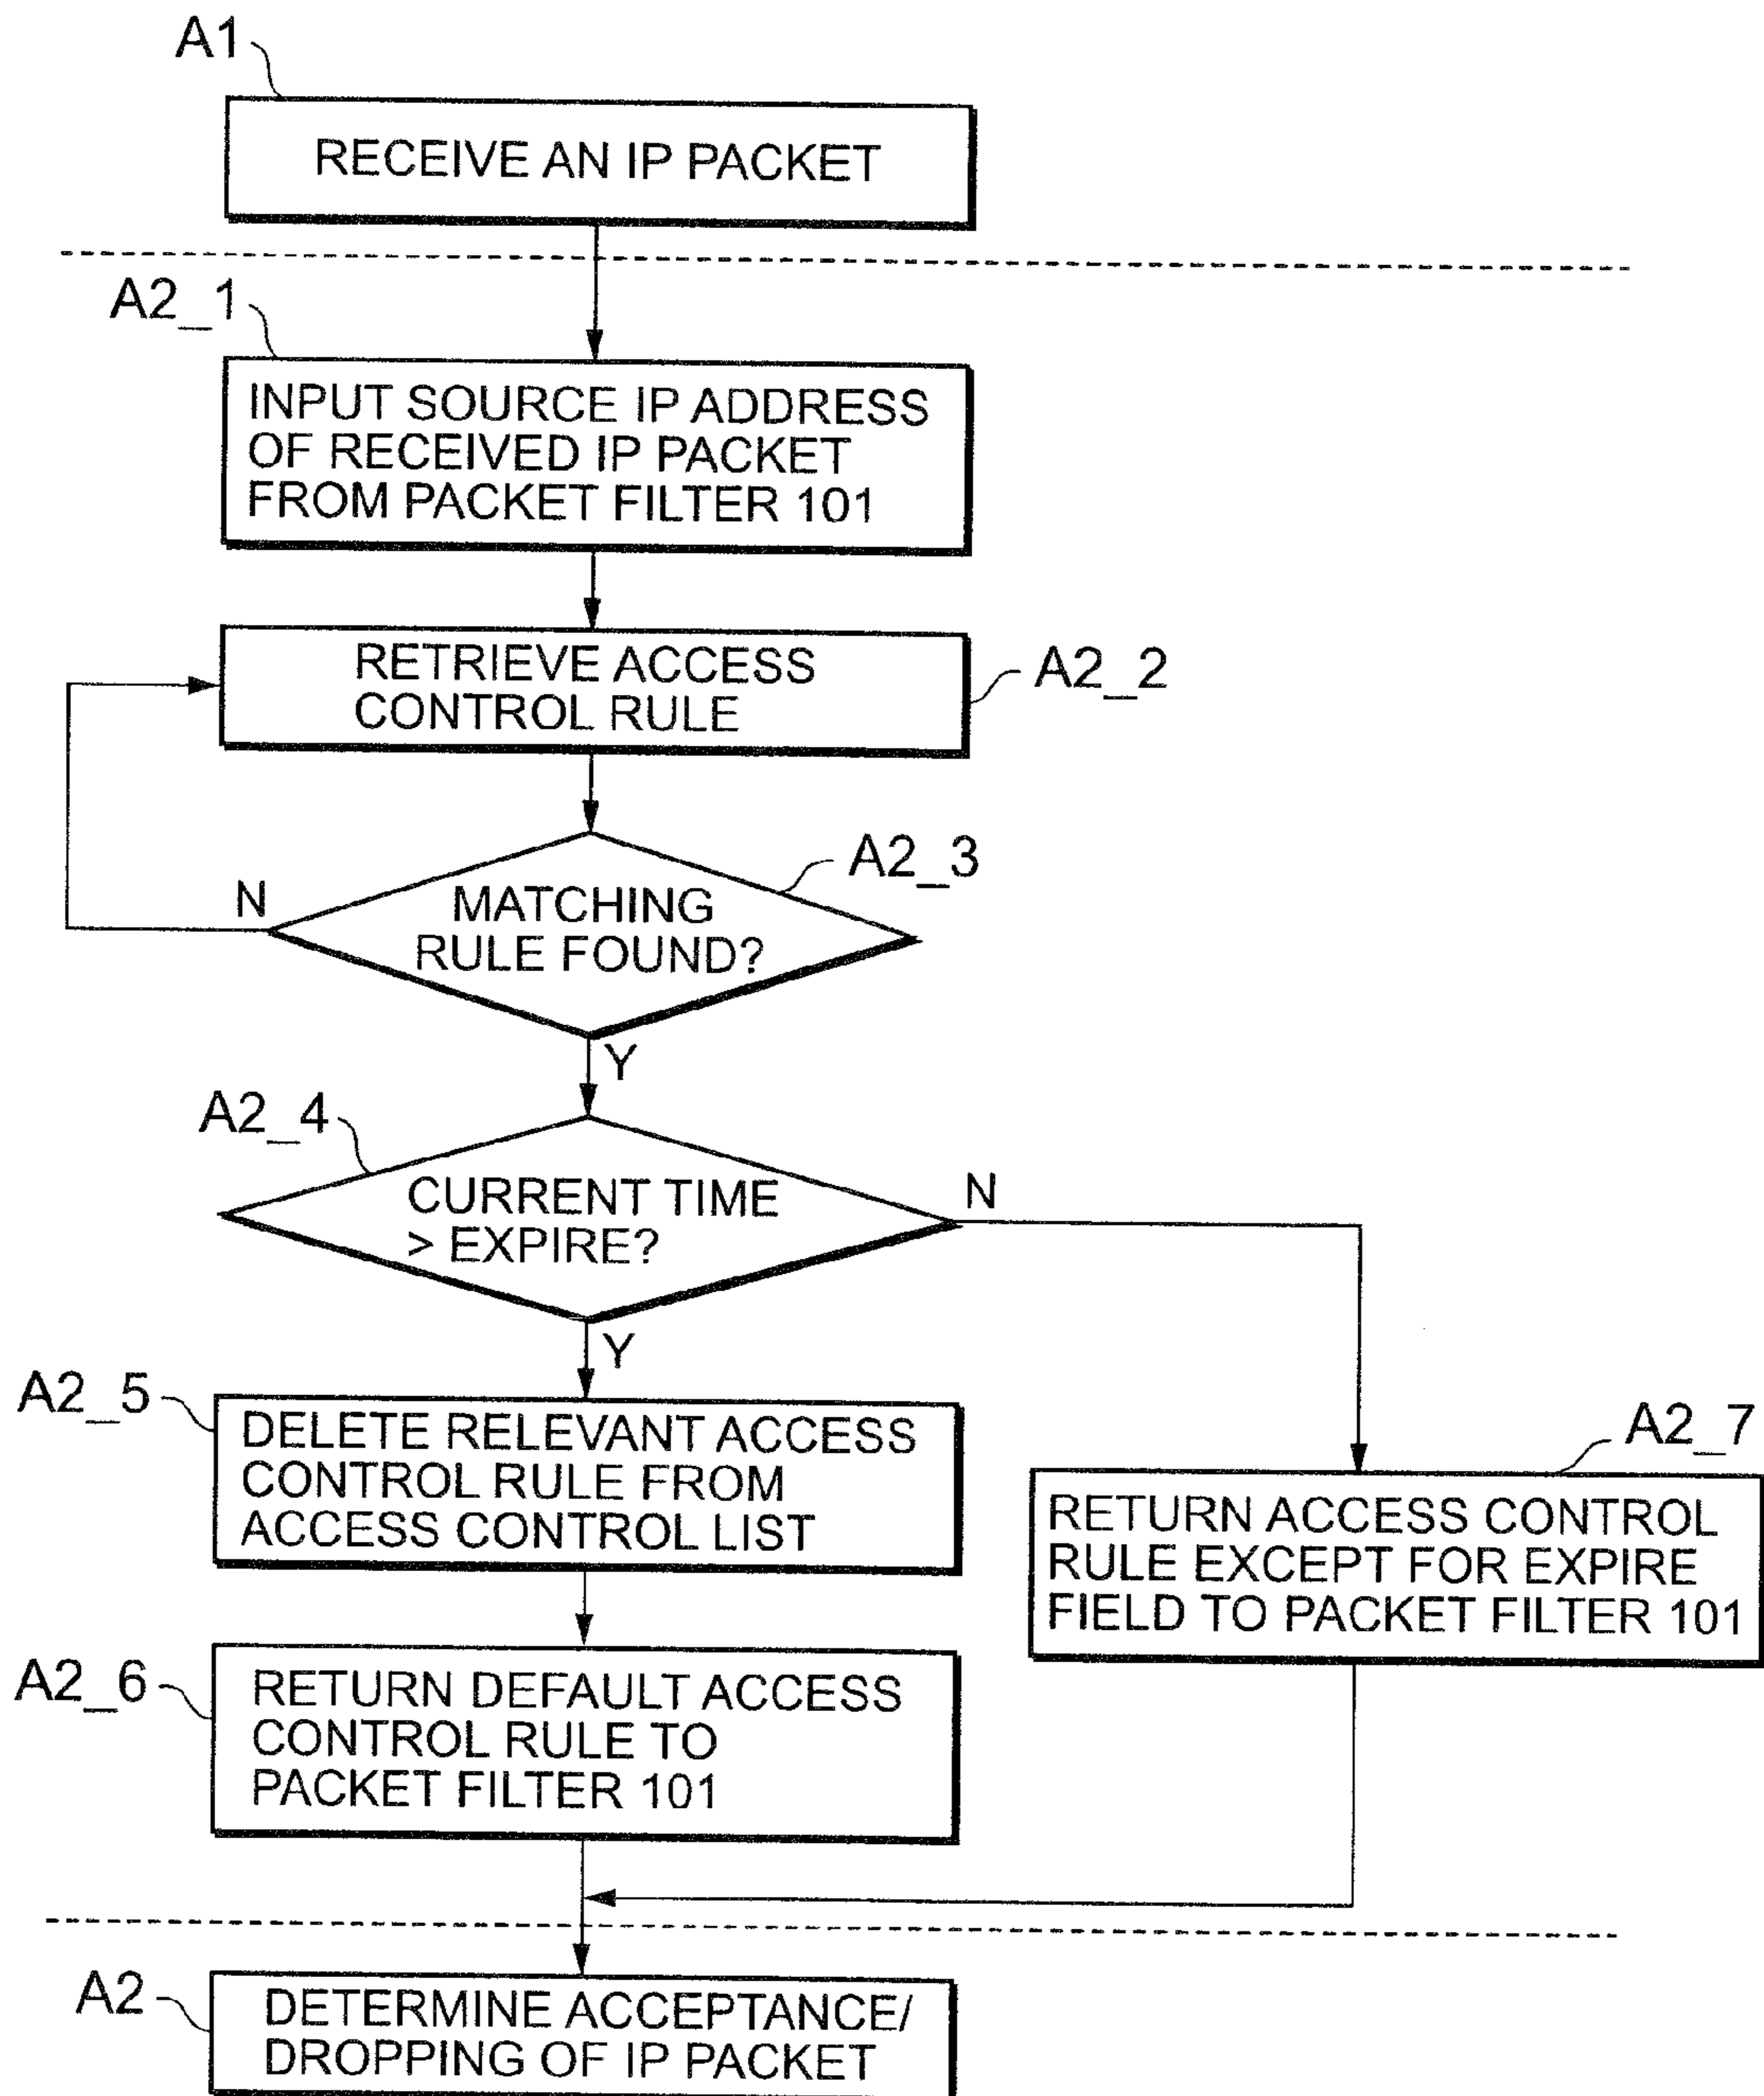 A1
RECEIVE AN IP PACKET
A2_1
INPUT SOURCE IP ADDRESS
OF RECEIVED IP PACKET
FROM PACKET FILTER 101
RETRIEVE ACCESS
CONTROL RULE
A2_2
A2_3
N
MATCHING
RULE FOUND?
Y
A2_4
CURRENT TIME
> EXPIRE?
N
Y
A2_5
DELETE RELEVANT ACCESS
CONTROL RULE FROM
ACCESS CONTROL LIST
A2_7
RETURN ACCESS CONTROL
RULE EXCEPT FOR EXPIRE
FIELD TO PACKET FILTER 101
A2_6
RETURN DEFAULT ACCESS
CONTROL RULE TO
PACKET FILTER 101
A2
DETERMINE ACCEPTANCE/
DROPPING OF IP PACKET